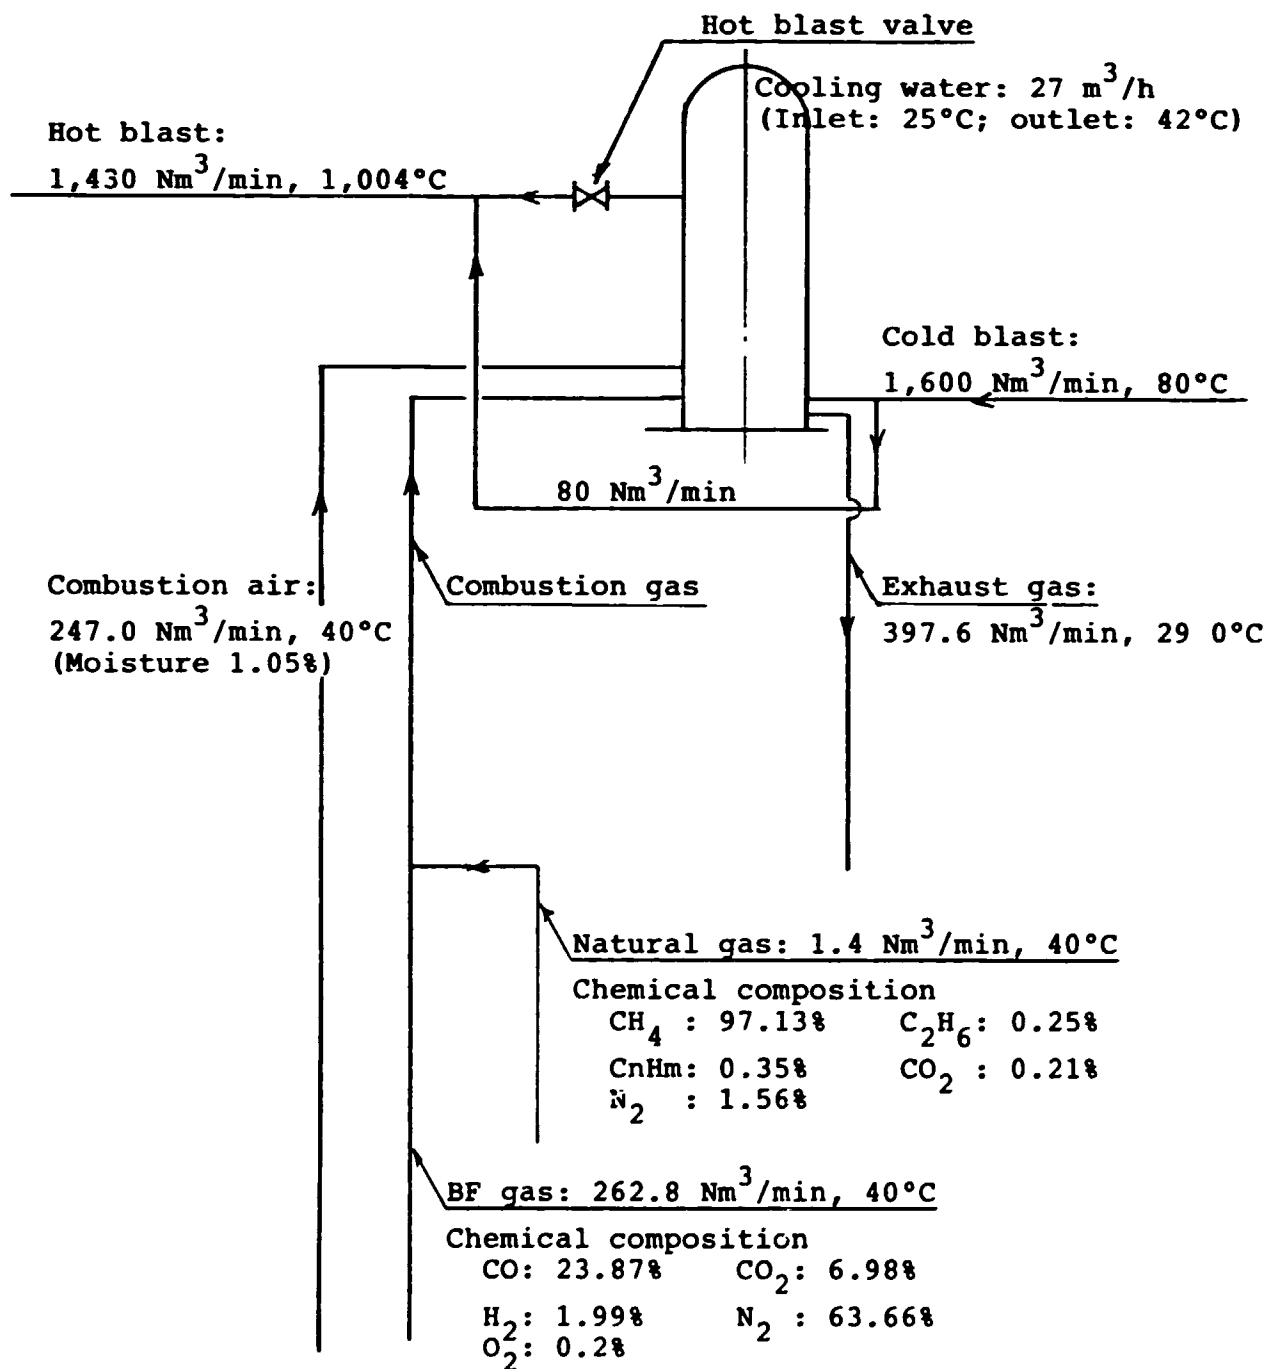 Hot blast valve
Cooling water: 27 m³/h
(Inlet: 25°C; outlet: 42°C)
Hot blast:
1,430 Nm³/min, 1,004°C
Cold blast:
1,600 Nm³/min, 80°C
80 Nm³/min
Combustion air:
247.0 Nm³/min, 40°C
(Moisture 1.05%)
Combustion gas
Exhaust gas:
397.6 Nm³/min, 29 0°C
Natural gas: 1.4 Nm³/min, 40°C
Chemical composition
CH₄ : 97.13% C₂H₆: 0.25%
CnHm: 0.35% CO₂ : 0.21%
N₂ : 1.56%
BF gas: 262.8 Nm³/min, 40°C
Chemical composition
CO: 23.87% CO₂: 6.98%
H₂: 1.99% N₂ : 63.66%
O₂: 0.2%